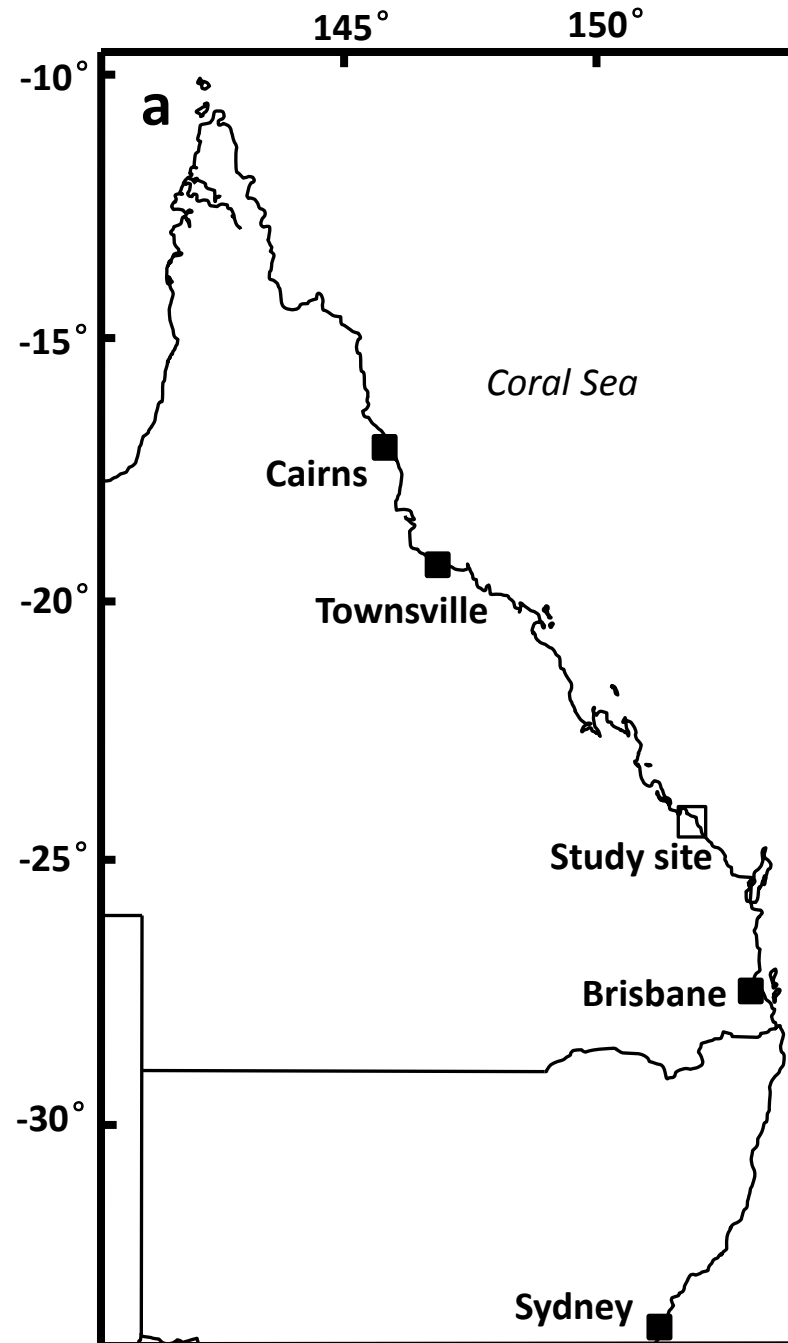 145° 150°
-10°
a
-15°
Coral Sea
Cairns
-20°
Townsville
-25°
Study site
Brisbane
-30°
Sydney